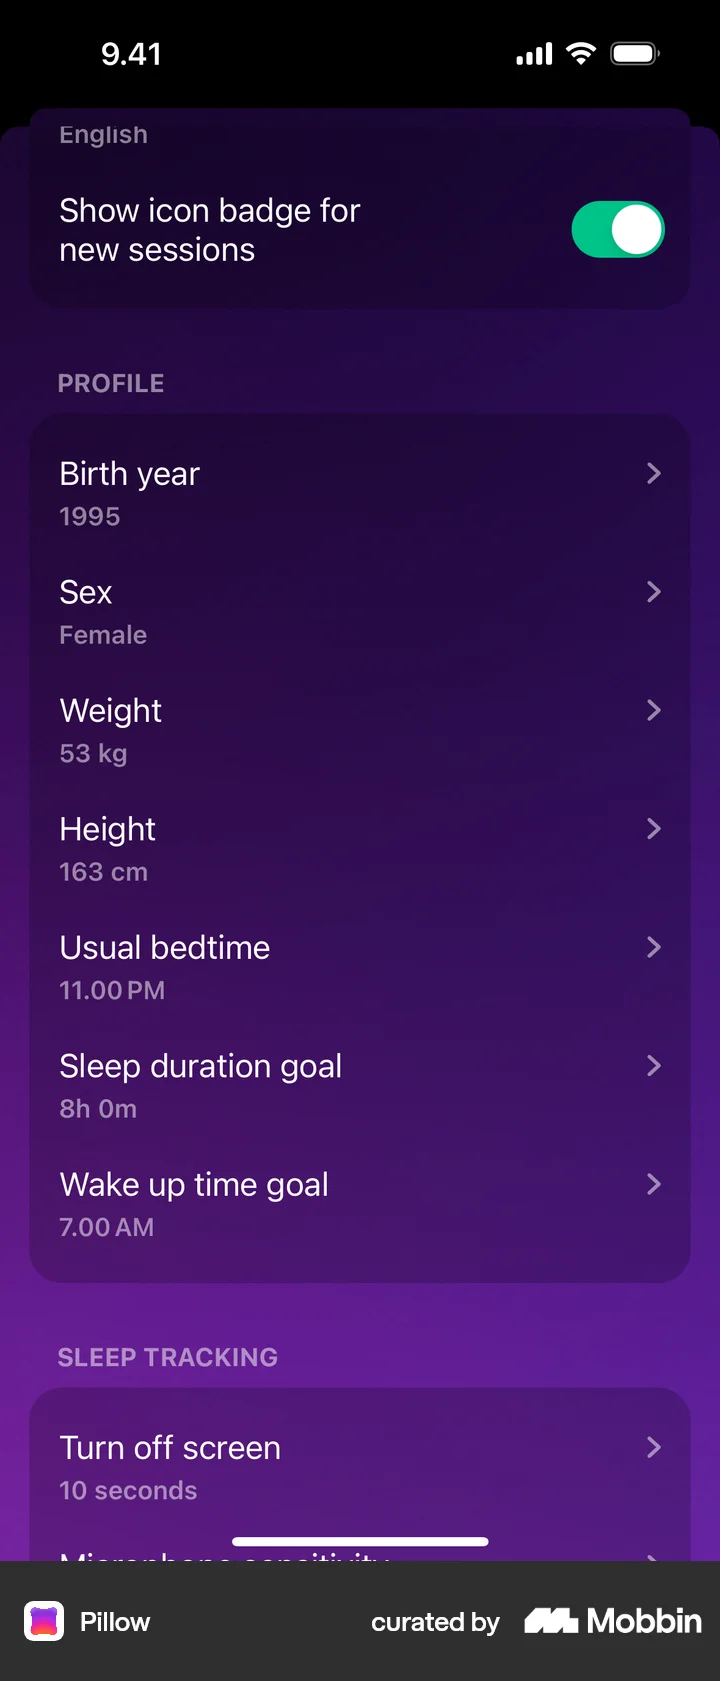 9.41
English
Show icon badge for
new sessions
PROFILE
Birth year
1995
Sex
Female
Weight
53 kg
Height
163 cm
Usual bedtime
11.00 PM
Sleep duration goal
8h 0m
Wake up time goal
7.00 AM
SLEEP TRACKING
Turn off screen
10 seconds
Microphone sensitivity
Pillow
curated by Mobbin